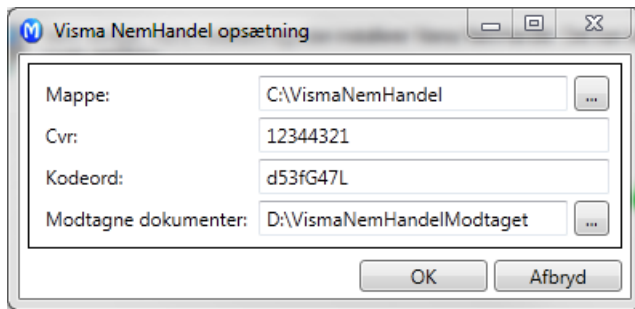 Visma NemHandel opsætning
Mappe: C:\VismaNemHandel ...
Cvr: 12344321
Kodeord: d53fG47L
Modtagne dokumenter: D:\VismaNemHandelModtaget ...
OK Afbryd